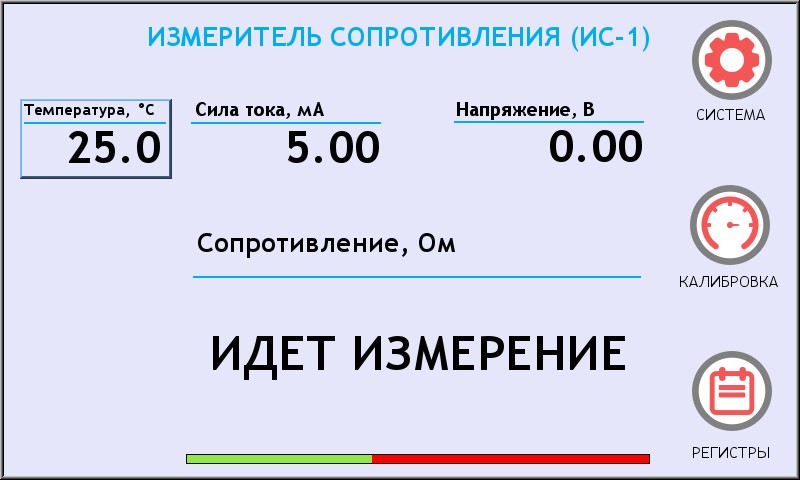 ИЗМЕРИТЕЛЬ СОПРОТИВЛЕНИЯ (ИС-1)
СИСТЕМА
Температура, °C
25.0
Сила тока, мА
5.00
Напряжение, В
0.00
Сопротивление, Ом
КАЛИБРОВКА
ИДЕТ ИЗМЕРЕНИЕ
РЕГИСТРЫ